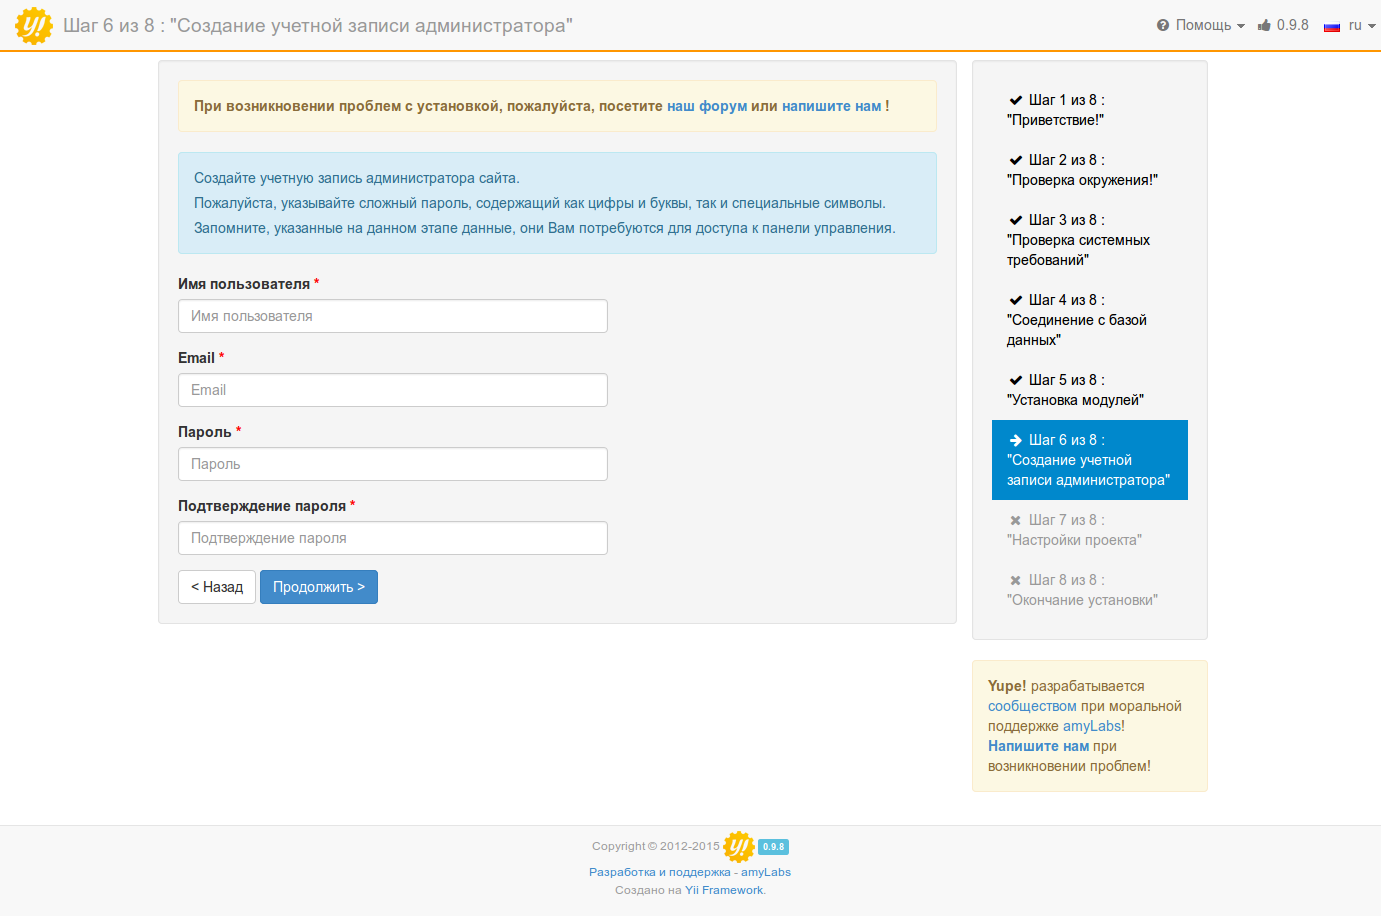 y! Шаг 6 из 8 : "Создание учетной записи администратора"
Помощь 0.9.8 ru
При возникновении проблем с установкой, пожалуйста, посетите наш форум или напишите нам !
Создайте учетную запись администратора сайта.
Пожалуйста, указывайте сложный пароль, содержащий как цифры и буквы, так и специальные символы.
Запомните, указанные на данном этапе данные, они Вам потребуются для доступа к панели управления.
Имя пользователя *
Имя пользователя
Email *
Email
Пароль *
Пароль
Подтверждение пароля *
Подтверждение пароля
< Назад Продолжить >
Шаг 1 из 8 :
"Приветствие!"
Шаг 2 из 8 :
"Проверка окружения!"
Шаг 3 из 8 :
"Проверка системных
требований"
Шаг 4 из 8 :
"Соединение с базой
данных"
Шаг 5 из 8 :
"Установка модулей"
Шаг 6 из 8 :
"Создание учетной
записи администратора"
Шаг 7 из 8 :
"Настройки проекта"
Шаг 8 из 8 :
"Окончание установки"
Yupe! разрабатывается
сообществом при моральной
поддержке amyLabs!
Напишите нам при
возникновении проблем!
Copyright © 2012-2015 y! 0.9.8
Разработка и поддержка - amyLabs
Создано на Yii Framework.